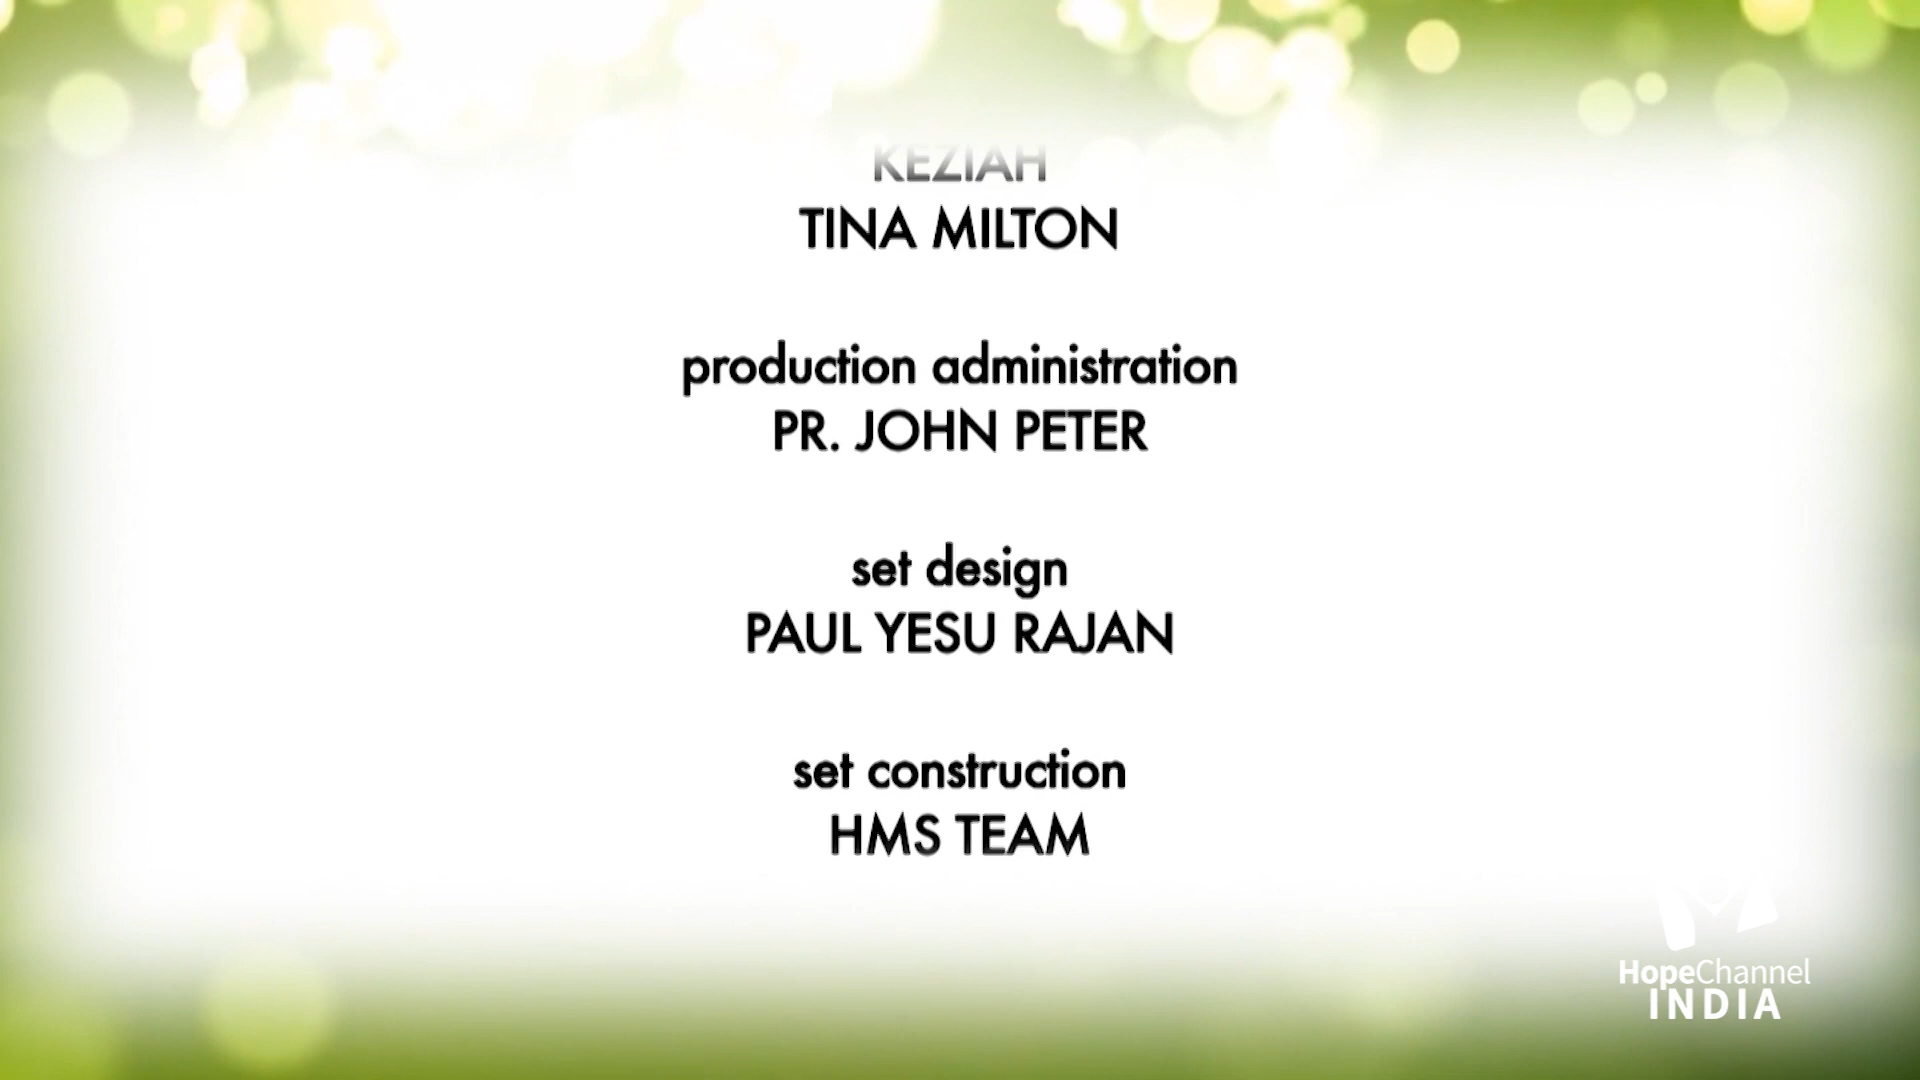 KEZIAH
TINA MILTON
production administration
PR. JOHN PETER
set design
PAUL YESU RAJAN
set construction
HMS TEAM
HopeChannel
INDIA